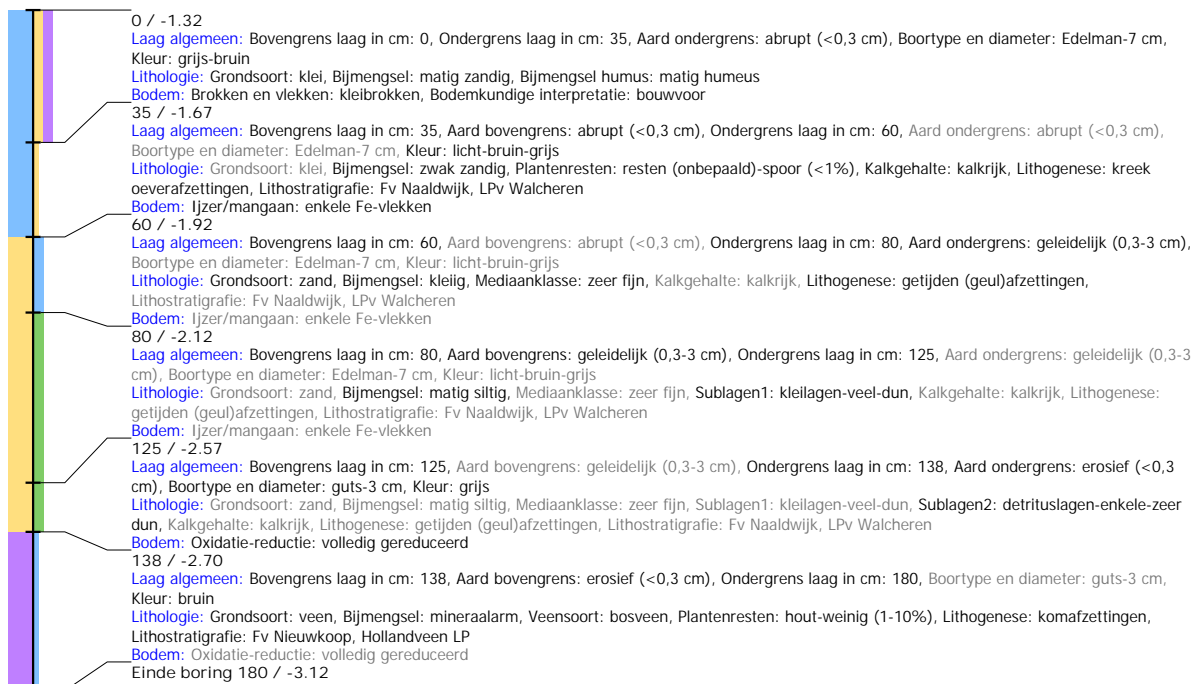 0 / -1.32
Laag algemeen: Bovengrens laag in cm: 0, Ondergrens laag in cm: 35, Aard ondergrens: abrupt (<0,3 cm), Boortype en diameter: Edelman-7 cm,
Kleur: grijs-bruin
Lithologie: Grondsoort: klei, Bijmengsel: matig zandig, Bijmengsel humus: matig humeus
Bodem: Brokken en vlekken: kleibrokken, Bodemkundige interpretatie: bouwvoor
35 / -1.67
Laag algemeen: Bovengrens laag in cm: 35, Aard bovengrens: abrupt (<0,3 cm), Ondergrens laag in cm: 60, Aard ondergrens: abrupt (<0,3 cm),
Boortype en diameter: Edelman-7 cm, Kleur: licht-bruin-grijs
Lithologie: Grondsoort: klei, Bijmengsel: zwak zandig, Plantenresten: resten (onbepaald)-spoor (<1%), Kalkgehalte: kalkrijk, Lithogenese: kreek
oeverafzettingen, Lithostratigrafie: Fv Naaldwijk, LPv Walcheren
Bodem: Ijzer/mangaan: enkele Fe-vlekken
60 / -1.92
Laag algemeen: Bovengrens laag in cm: 60, Aard bovengrens: abrupt (<0,3 cm), Ondergrens laag in cm: 80, Aard ondergrens: geleidelijk (0,3-3 cm),
Boortype en diameter: Edelman-7 cm, Kleur: licht-bruin-grijs
Lithologie: Grondsoort: zand, Bijmengsel: kleiig, Mediaanklasse: zeer fijn, Kalkgehalte: kalkrijk, Lithogenese: getijden (geul)afzettingen,
Lithostratigrafie: Fv Naaldwijk, LPv Walcheren
Bodem: Ijzer/mangaan: enkele Fe-vlekken
80 / -2.12
Laag algemeen: Bovengrens laag in cm: 80, Aard bovengrens: geleidelijk (0,3-3 cm), Ondergrens laag in cm: 125, Aard ondergrens: geleidelijk (0,3-3
cm), Boortype en diameter: Edelman-7 cm, Kleur: licht-bruin-grijs
Lithologie: Grondsoort: zand, Bijmengsel: matig siltig, Mediaanklasse: zeer fijn, Sublagen1: kleilagen-veel-dun, Kalkgehalte: kalkrijk, Lithogenese:
getijden (geul)afzettingen, Lithostratigrafie: Fv Naaldwijk, LPv Walcheren
Bodem: Ijzer/mangaan: enkele Fe-vlekken
125 / -2.57
Laag algemeen: Bovengrens laag in cm: 125, Aard bovengrens: geleidelijk (0,3-3 cm), Ondergrens laag in cm: 138, Aard ondergrens: erosief (<0,3
cm), Boortype en diameter: guts-3 cm, Kleur: grijs
Lithologie: Grondsoort: zand, Bijmengsel: matig siltig, Mediaanklasse: zeer fijn, Sublagen1: kleilagen-veel-dun, Sublagen2: detrituslagen-enkele-zeer
dun, Kalkgehalte: kalkrijk, Lithogenese: getijden (geul)afzettingen, Lithostratigrafie: Fv Naaldwijk, LPv Walcheren
Bodem: Oxidatie-reductie: volledig gereduceerd
138 / -2.70
Laag algemeen: Bovengrens laag in cm: 138, Aard bovengrens: erosief (<0,3 cm), Ondergrens laag in cm: 180, Boortype en diameter: guts-3 cm,
Kleur: bruin
Lithologie: Grondsoort: veen, Bijmengsel: mineraalarm, Veensoort: bosveen, Plantenresten: hout-weinig (1-10%), Lithogenese: komafzettingen,
Lithostratigrafie: Fv Nieuwkoop, Hollandveen LP
Bodem: Oxidatie-reductie: volledig gereduceerd
Einde boring 180 / -3.12